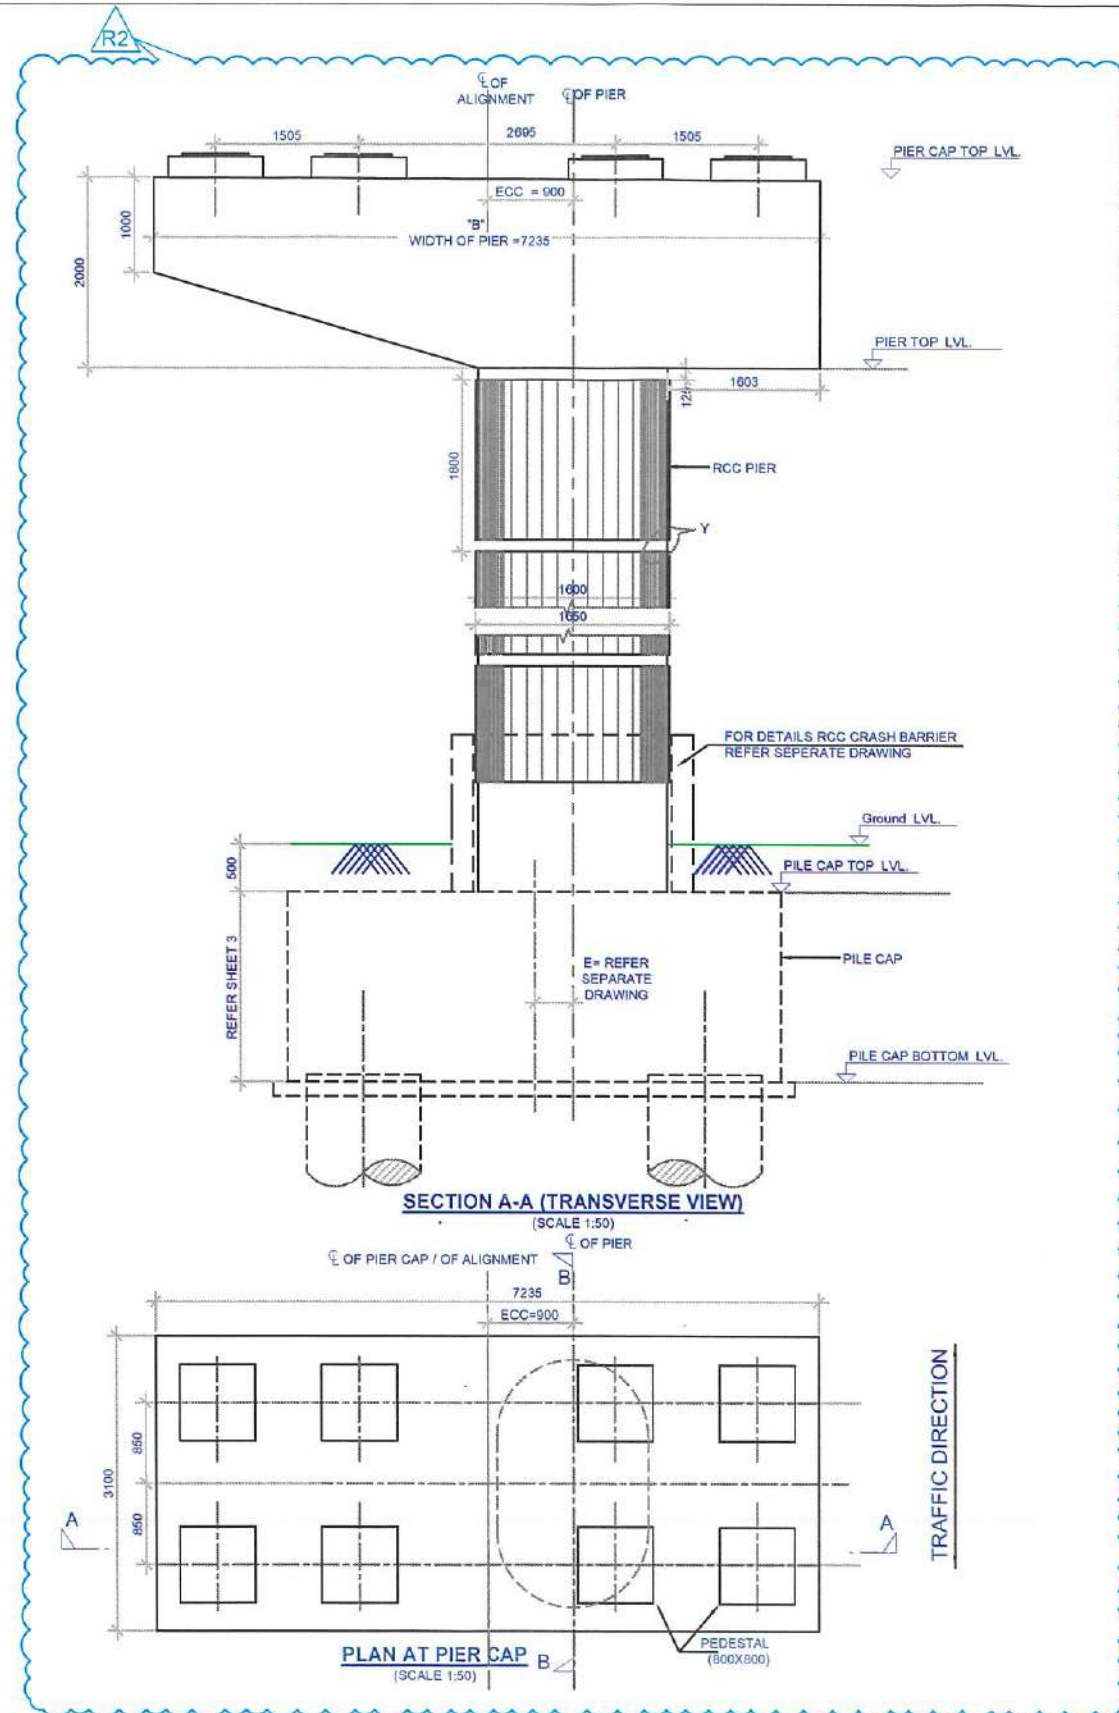 R2
℄ OF
ALIGNMENT
℄ OF PIER
1505
2695
1505
PIER CAP TOP LVL.
ECC = 900
"B"
WIDTH OF PIER =7235
1000
2000
PIER TOP LVL.
125
1603
1800
RCC PIER
Y
1600
1650
FOR DETAILS RCC CRASH BARRIER
REFER SEPERATE DRAWING
Ground LVL.
500
PILE CAP TOP LVL.
REFER SHEET 3
E= REFER
SEPARATE
DRAWING
PILE CAP
PILE CAP BOTTOM LVL.
SECTION A-A (TRANSVERSE VIEW)
(SCALE 1:50)
℄ OF PIER CAP / OF ALIGNMENT
℄ OF PIER
B
7235
ECC=900
850
3100
850
A
A
TRAFFIC DIRECTION
PEDESTAL
(800X800)
PLAN AT PIER CAP
(SCALE 1:50)
B